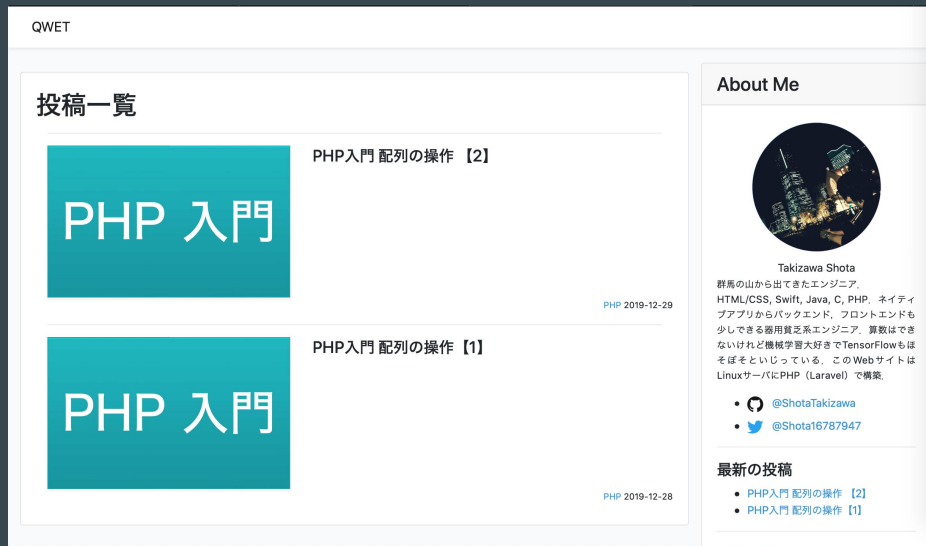 QWET
投稿一覧
PHP 入門
PHP入門 配列の操作 【2】
PHP 2019-12-29
PHP 入門
PHP入門 配列の操作【1】
PHP 2019-12-28
About Me
Takizawa Shota
群馬の山から出てきたエンジニア．
HTML/CSS, Swift, Java, C, PHP．ネイティ
ブアプリからバックエンド，フロントエンドも
少しできる器用貧乏系エンジニア．算数はでき
ないけれど機械学習大好きでTensorFlowもほ
そぼそといじっている．このWebサイトは
LinuxサーバにPHP（Laravel）で構築．
@ShotaTakizawa
@Shota16787947
最新の投稿
PHP入門 配列の操作 【2】
PHP入門 配列の操作【1】